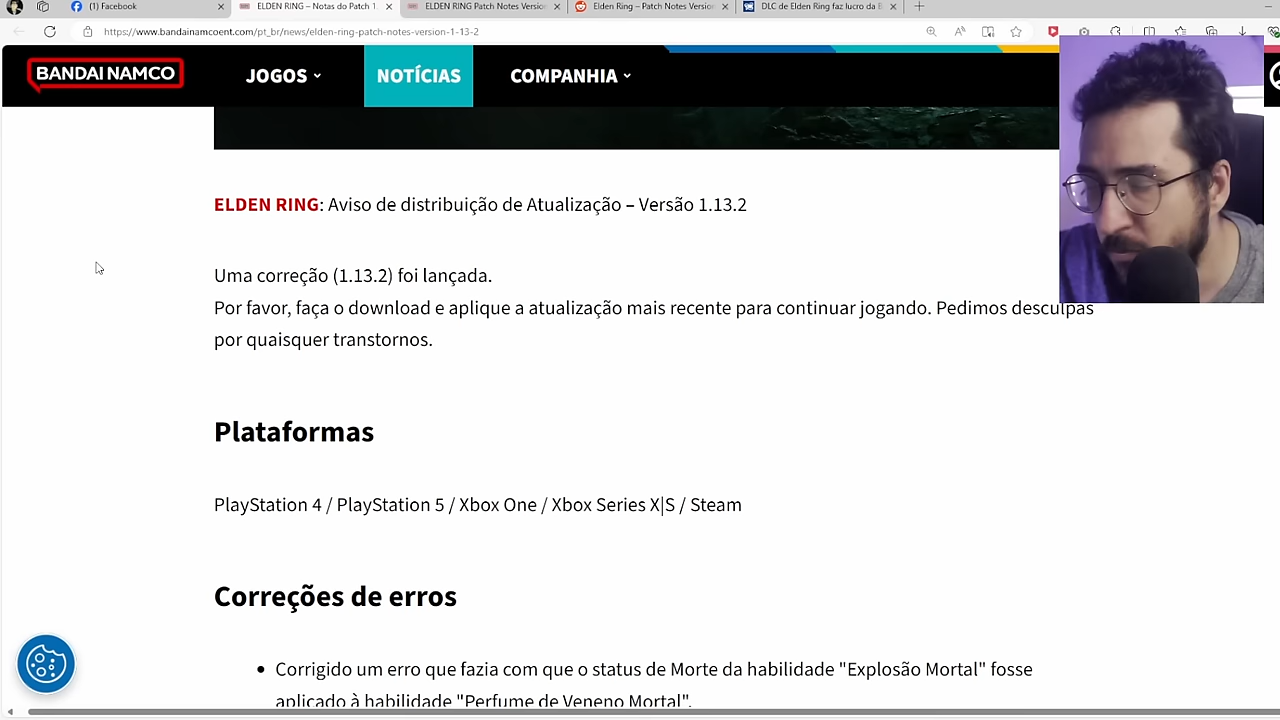 (1) Facebook
ELDEN RING – Notas do Patch 1.
ELDEN RING Patch Notes Versio
Elden Ring – Patch Notes Version
DLC de Elden Ring faz lucro da B
https://www.bandainamcoent.com/pt_br/news/elden-ring-patch-notes-version-1-13-2
BANDAI NAMCO
JOGOS
NOTÍCIAS
COMPANHIA
ELDEN RING: Aviso de distribuição de Atualização – Versão 1.13.2
Uma correção (1.13.2) foi lançada.
Por favor, faça o download e aplique a atualização mais recente para continuar jogando. Pedimos desculpas
por quaisquer transtornos.
Plataformas
PlayStation 4 / PlayStation 5 / Xbox One / Xbox Series X|S / Steam
Correções de erros
• Corrigido um erro que fazia com que o status de Morte da habilidade "Explosão Mortal" fosse
aplicado à habilidade "Perfume de Veneno Mortal".